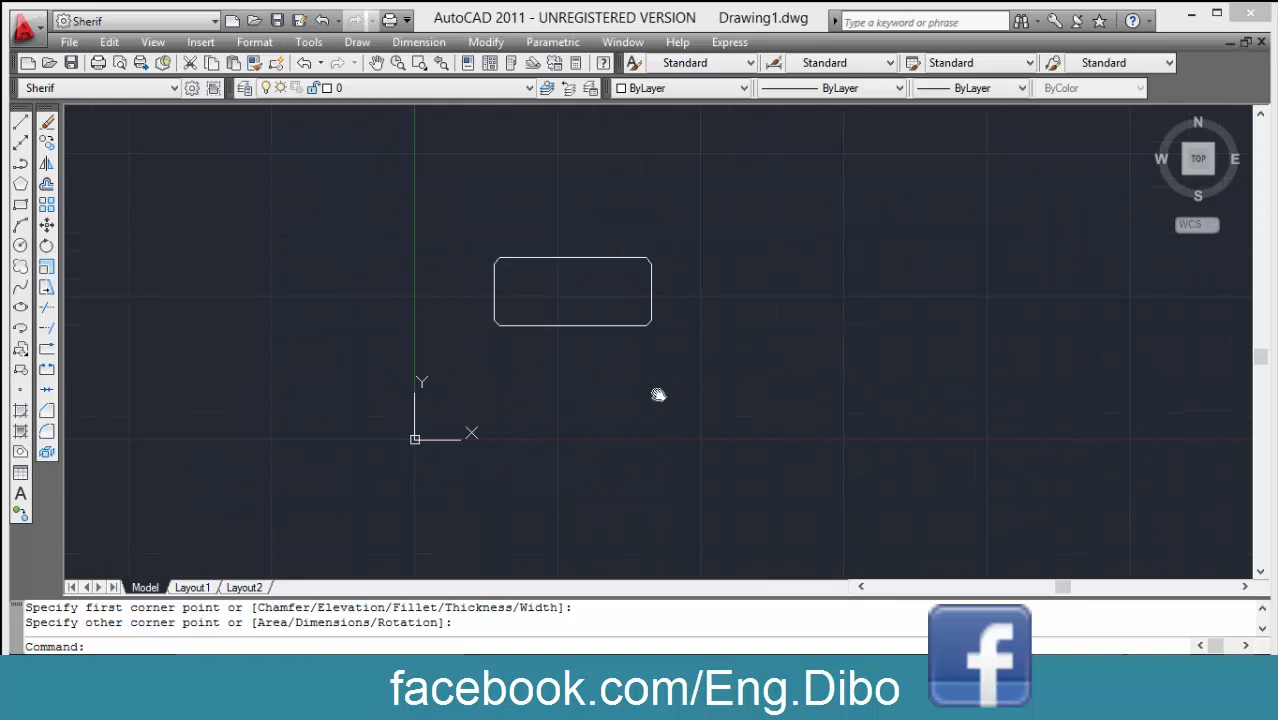 Sherif
AutoCAD 2011 - UNREGISTERED VERSION Drawing1.dwg
Type a keyword or phrase
File Edit View Insert Format Tools Draw Dimension Modify Parametric Window Help Express
Standard Standard Standard Standard
Sherif 0 ByLayer ByLayer ByLayer ByColor
N
W TOP E
S
WCS
Y
X
A
Model Layout1 Layout2
Specify first corner point or [Chamfer/Elevation/Fillet/Thickness/Width]:
Specify other corner point or [Area/Dimensions/Rotation]:
Command:
f
facebook.com/Eng.Dibo